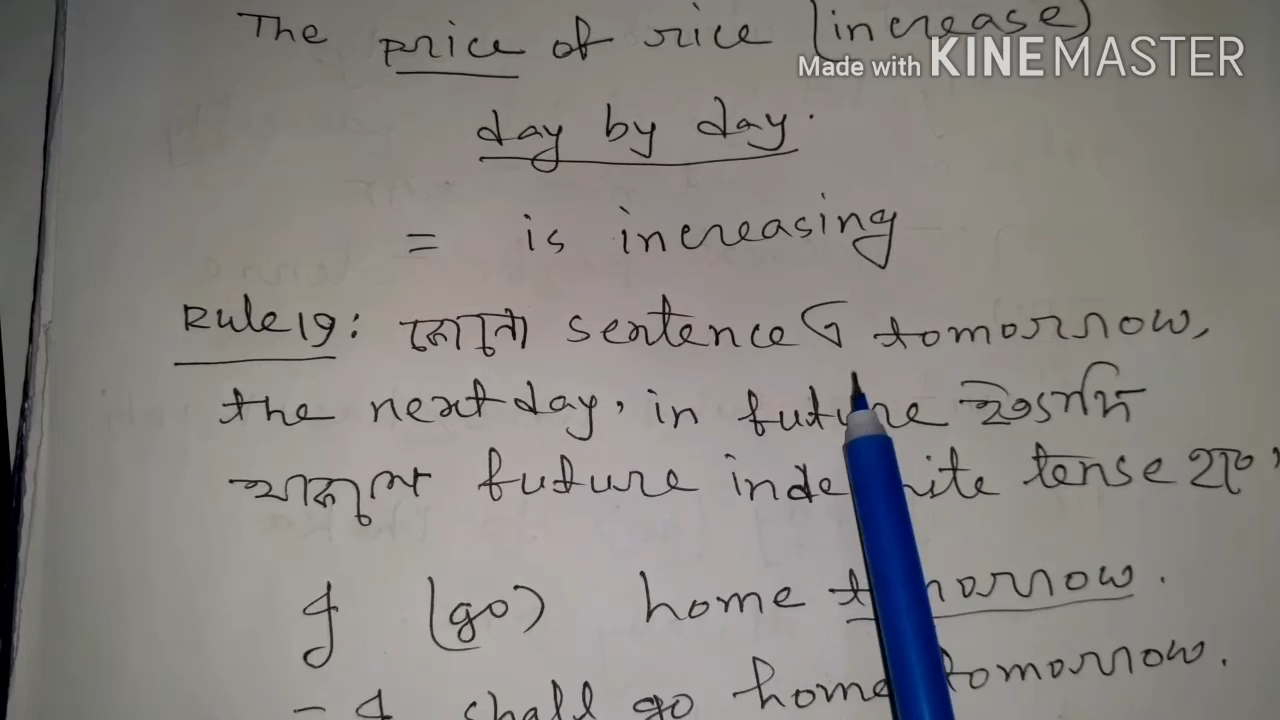 The price of rice (increase)
Made with KINEMASTER
day by day.
= is increasing
Rule 19: কোনো sentence এ tomorrow,
the next day, in future ইত্যাদি
থাকলে future indefinite tense হবে
I (go) home tomorrow.
- I shall go home tomorrow.